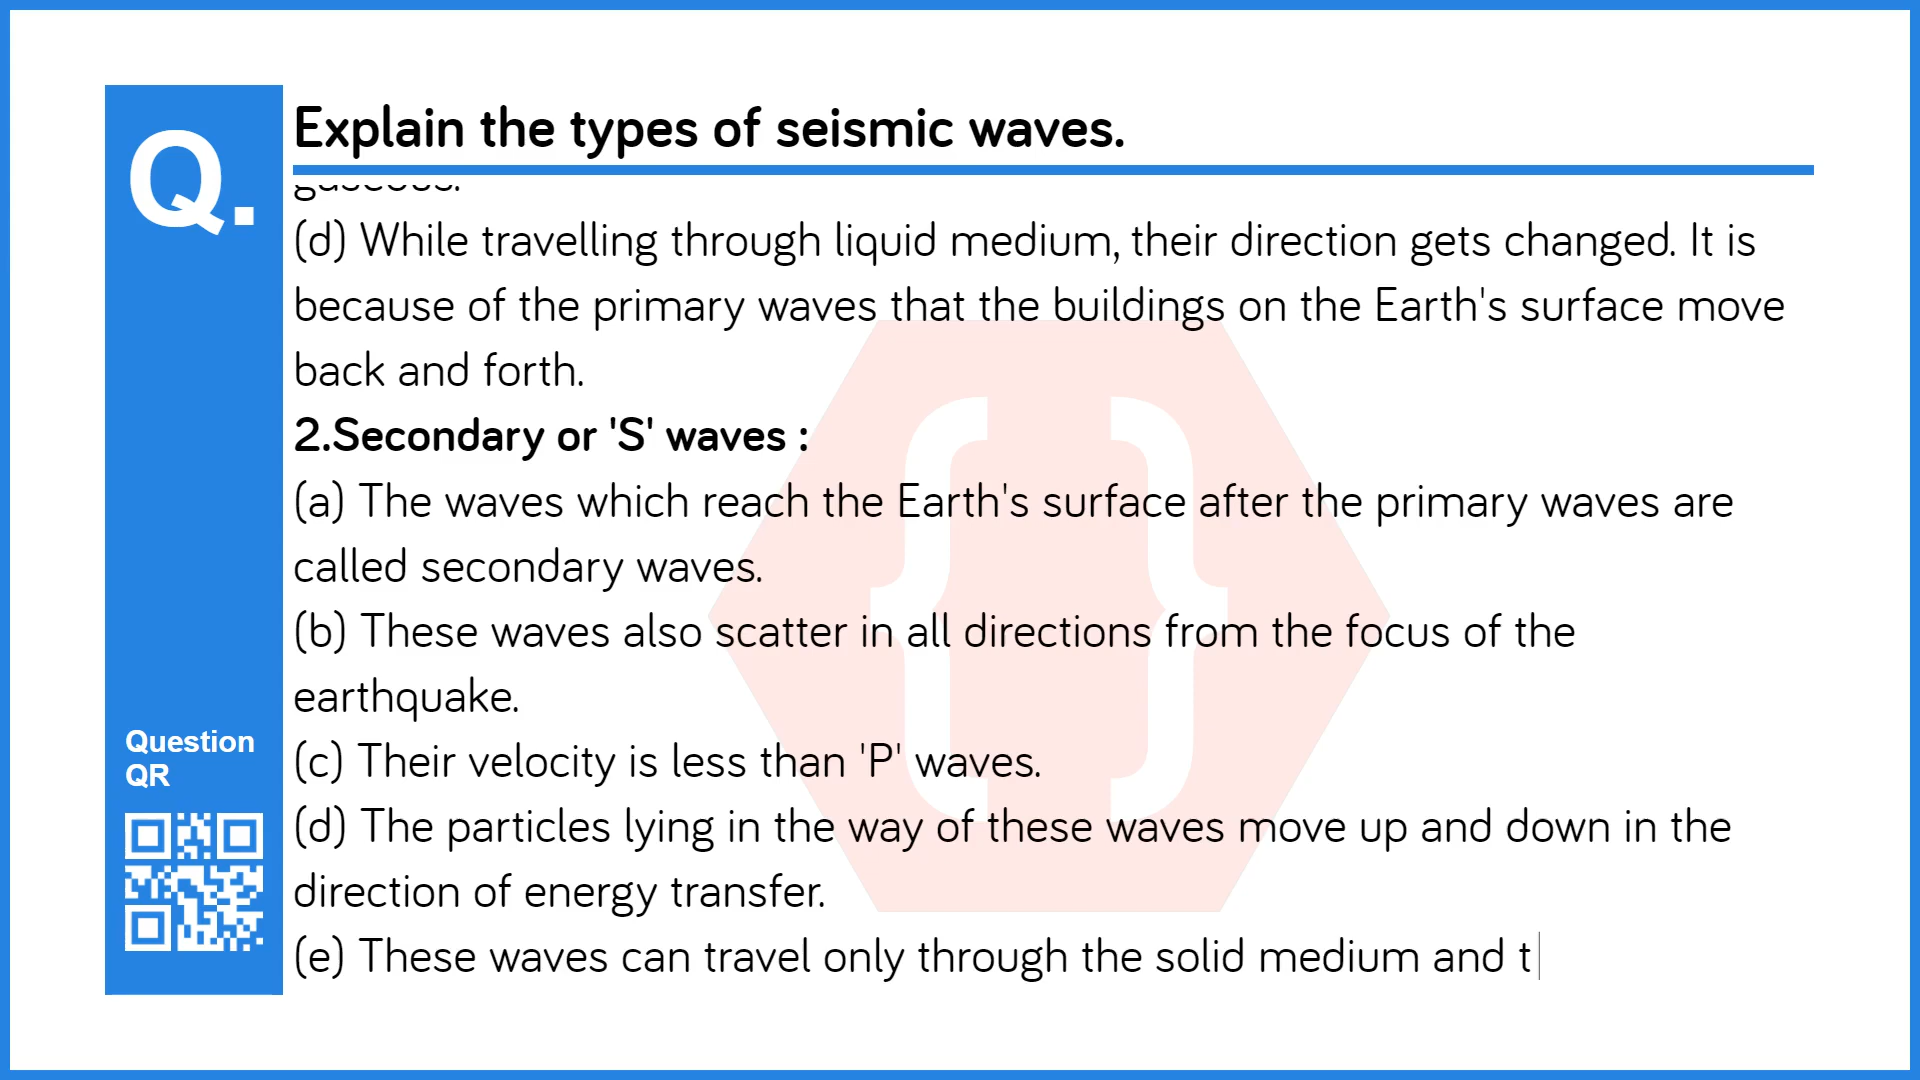 Q.
Explain the types of seismic waves.
gaseous.
(d) While travelling through liquid medium, their direction gets changed. It is
because of the primary waves that the buildings on the Earth's surface move
back and forth.
2.Secondary or 'S' waves :
(a) The waves which reach the Earth's surface after the primary waves are
called secondary waves.
(b) These waves also scatter in all directions from the focus of the
earthquake.
(c) Their velocity is less than 'P' waves.
(d) The particles lying in the way of these waves move up and down in the
direction of energy transfer.
(e) These waves can travel only through the solid medium and t
Question
QR